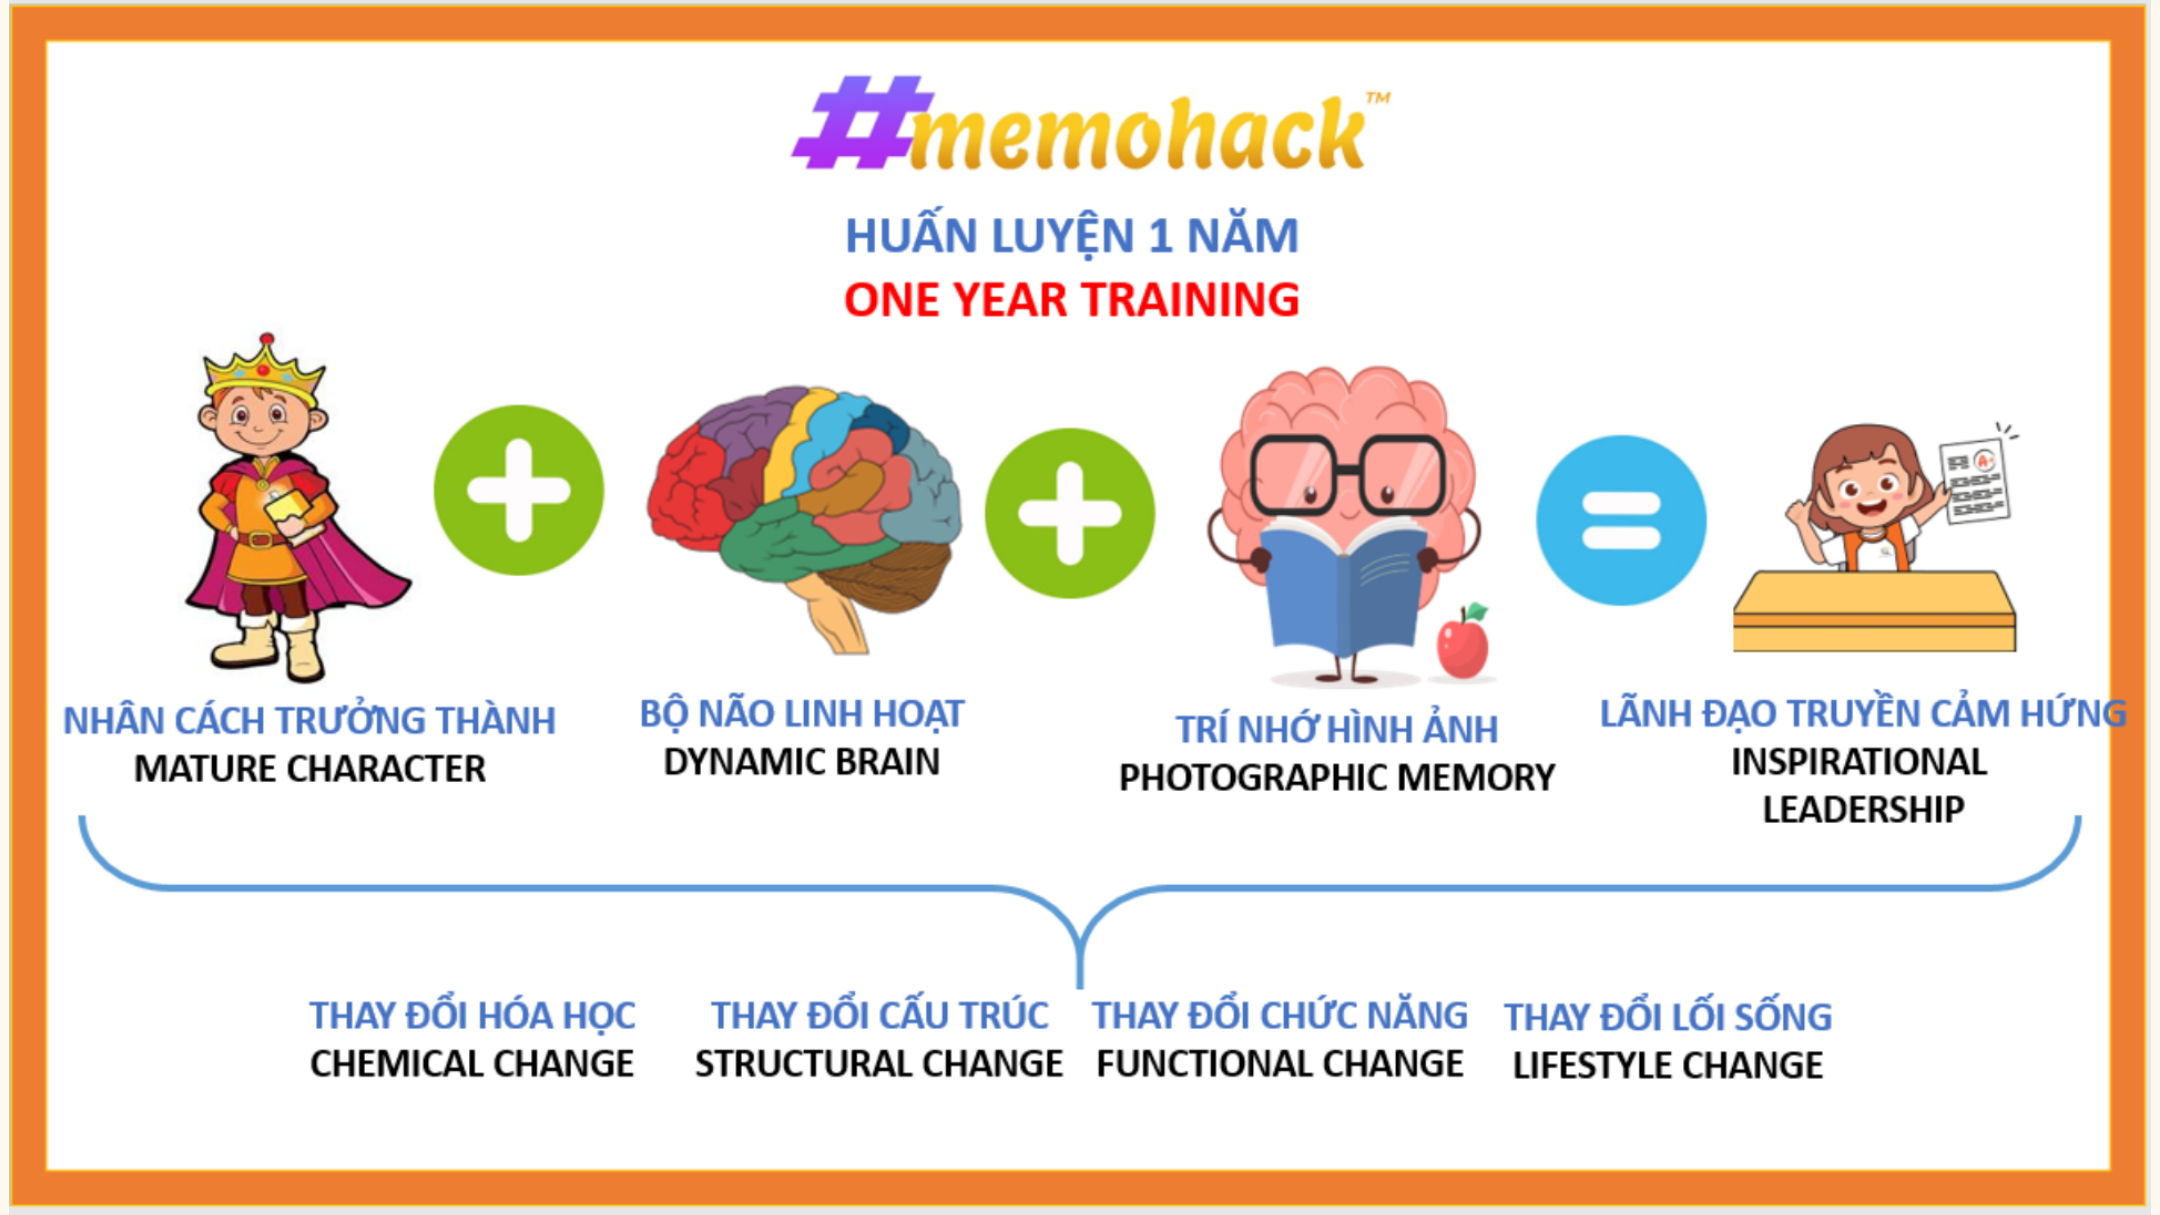 #memohack™
HUẤN LUYỆN 1 NĂM
ONE YEAR TRAINING
A+
NHÂN CÁCH TRƯỞNG THÀNH
MATURE CHARACTER
BỘ NÃO LINH HOẠT
DYNAMIC BRAIN
TRÍ NHỚ HÌNH ẢNH
PHOTOGRAPHIC MEMORY
LÃNH ĐẠO TRUYỀN CẢM HỨNG
INSPIRATIONAL
LEADERSHIP
THAY ĐỔI HÓA HỌC
CHEMICAL CHANGE
THAY ĐỔI CẤU TRÚC
STRUCTURAL CHANGE
THAY ĐỔI CHỨC NĂNG
FUNCTIONAL CHANGE
THAY ĐỔI LỐI SỐNG
LIFESTYLE CHANGE